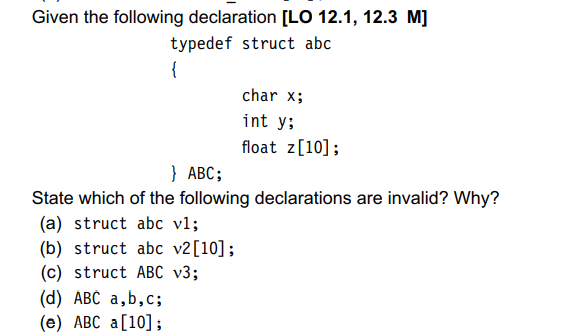 Given the following declaration [LO 12.1, 12.3 M]
typedef struct abc
{
char x;
int y;
float z[10];
} ABC;
State which of the following declarations are invalid? Why?
(a) struct abc v1;
(b) struct abc v2[10];
(c) struct ABC v3;
(d) ABC a,b,c;
(e) ABC a[10];